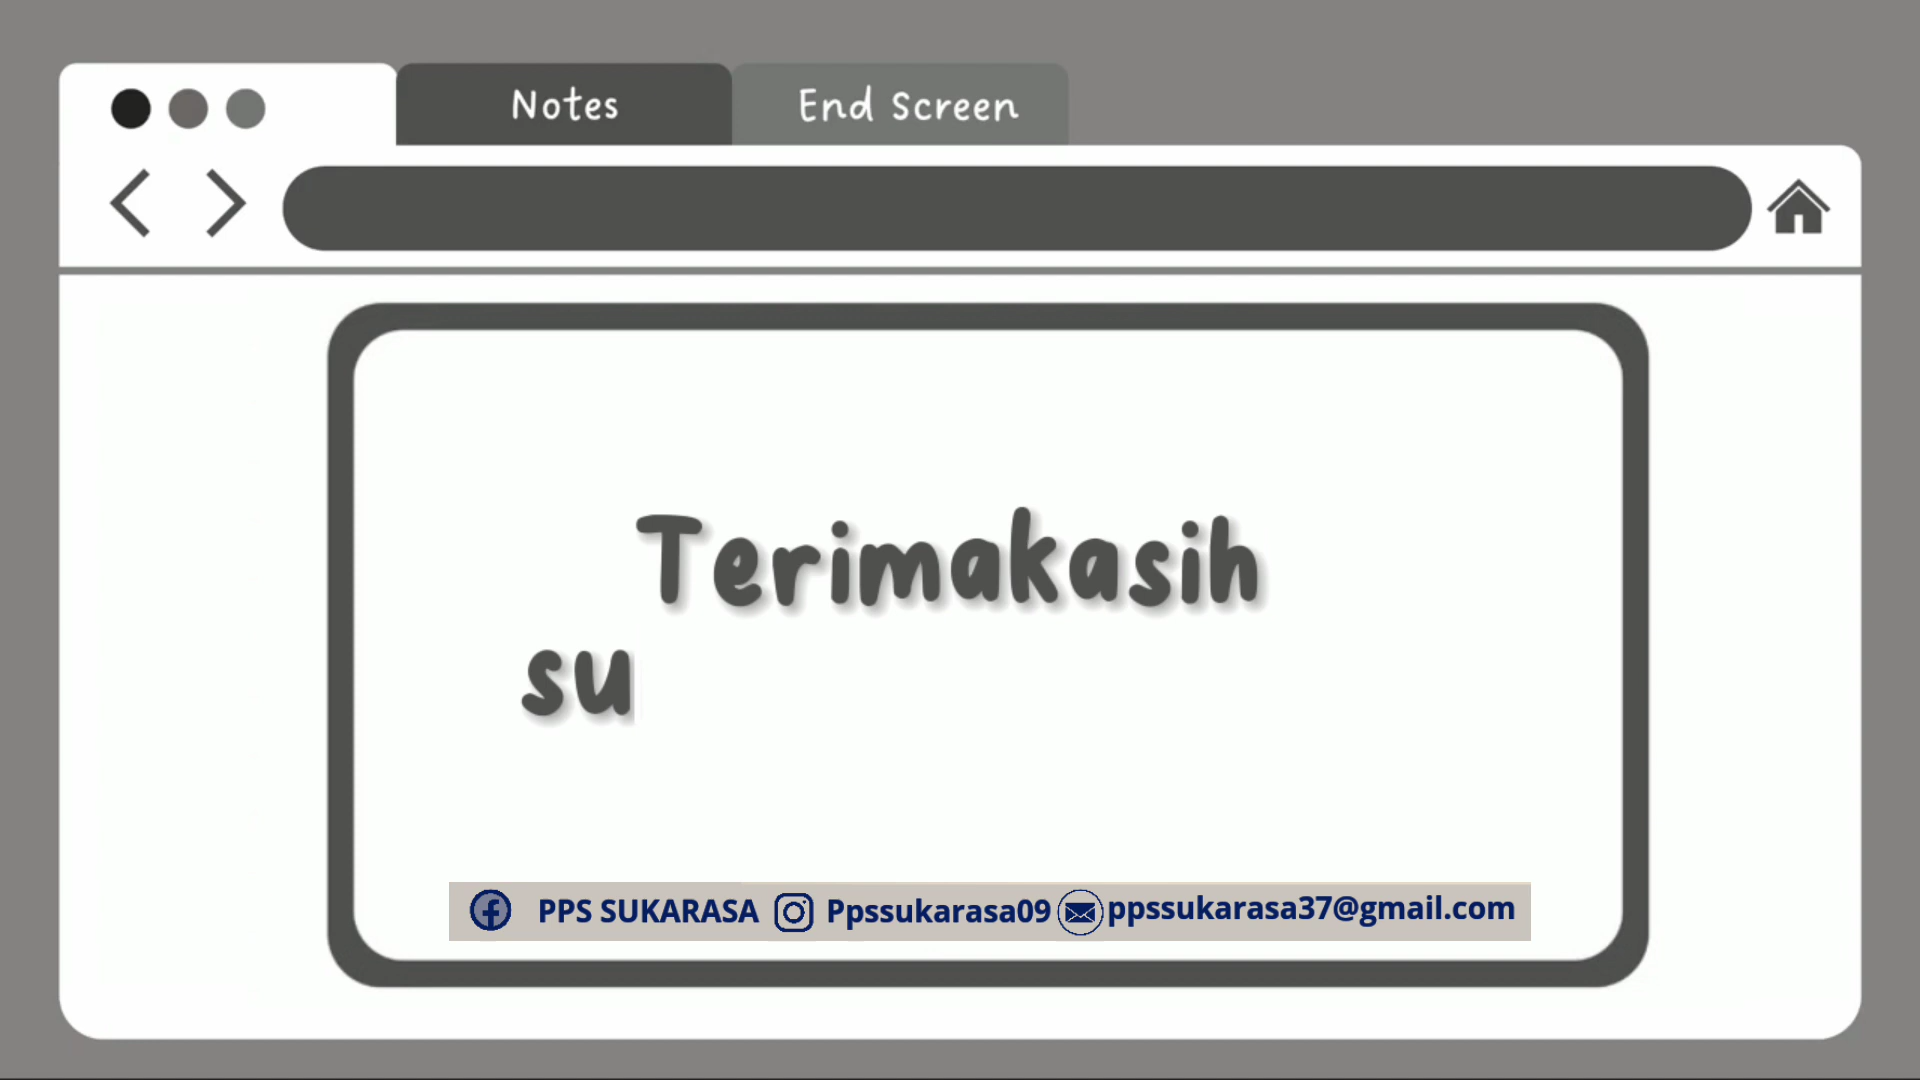 Notes
End Screen
Terimakasih
su
PPS SUKARASA Ppssukarasa09 ppssukarasa37@gmail.com